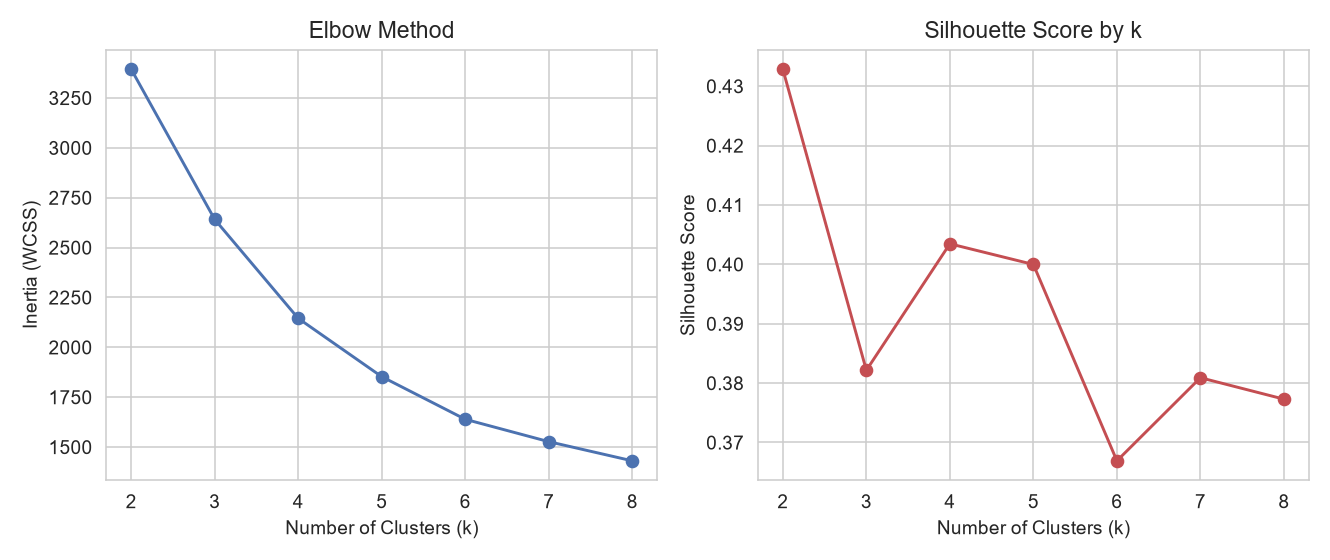 Elbow Method
Inertia (WCSS)
3250
3000
2750
2500
2250
2000
1750
1500
2 3 4 5 6 7 8
Number of Clusters (k)
Silhouette Score by k
Silhouette Score
0.43
0.42
0.41
0.40
0.39
0.38
0.37
2 3 4 5 6 7 8
Number of Clusters (k)